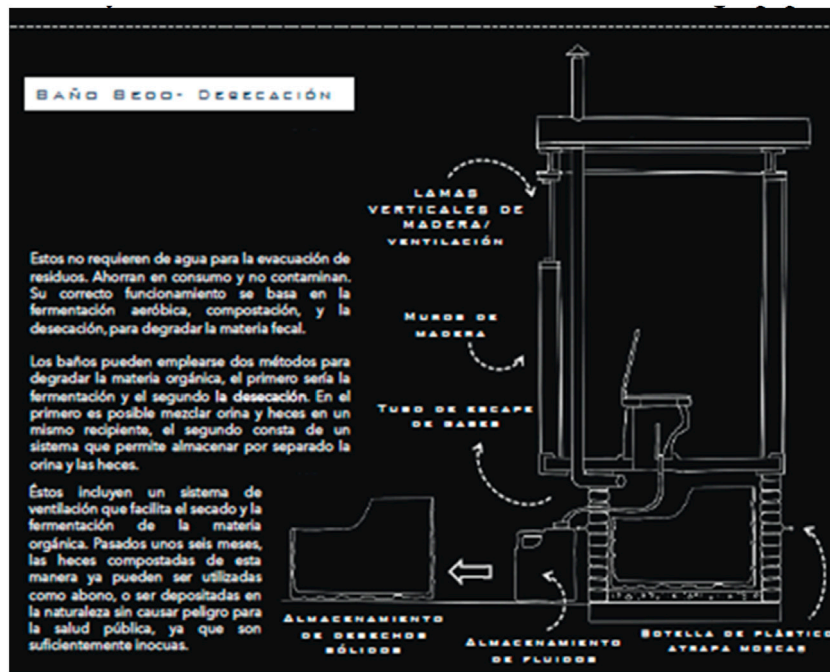 BAÑO SECO- DESECACIÓN
LAMAS
VERTICALES DE
MADERA/
VENTILACIÓN
Estos no requieren de agua para la evacuación de
residuos. Ahorran en consumo y no contaminan.
Su correcto funcionamiento se basa en la
fermentación aeróbica, compostación, y la
desecación, para degradar la materia fecal.
MUROS DE
MADERA
Los baños pueden emplearse dos métodos para
degradar la materia orgánica, el primero sería la
fermentación y el segundo la desecación. En el
primero es posible mezclar orina y heces en un
mismo recipiente, el segundo consta de un
sistema que permite almacenar por separado la
orina y las heces.
TUBO DE ESCAPE
DE GASES
Éstos incluyen un sistema de
ventilación que facilita el secado y la
fermentación de la materia
orgánica. Pasados unos seis meses,
las heces compostadas de esta
manera ya pueden ser utilizadas
como abono, o ser depositadas en
la naturaleza sin causar peligro para
la salud pública, ya que son
suficientemente inocuas.
ALMACENAMIENTO
DE DESECHOS
SÓLIDOS
ALMACENAMIENTO
DE FLUIDOS
BOTELLA DE PLÁSTICO
ATRAPA MOSCAS